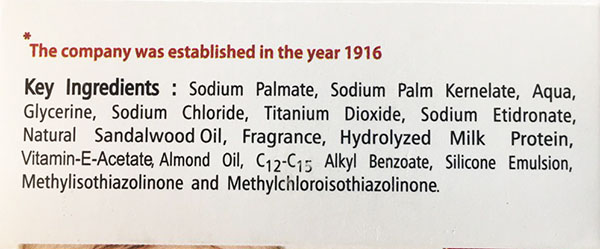 *The company was established in the year 1916
Key Ingredients : Sodium Palmate, Sodium Palm Kernelate, Aqua,
Glycerine, Sodium Chloride, Titanium Dioxide, Sodium Etidronate,
Natural Sandalwood Oil, Fragrance, Hydrolyzed Milk Protein,
Vitamin-E-Acetate, Almond Oil, C12-C15 Alkyl Benzoate, Silicone Emulsion,
Methylisothiazolinone and Methylchloroisothiazolinone.